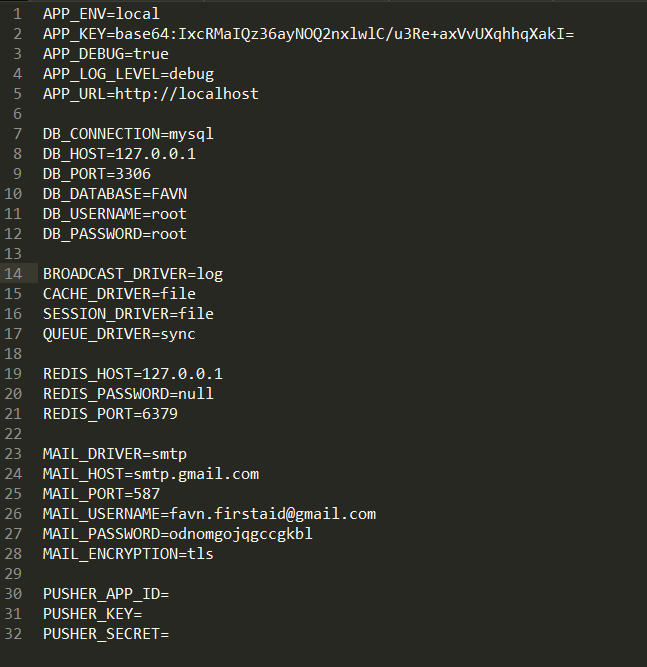 1 APP_ENV=local
2 APP_KEY=base64:IxcRMaIQz36ayNOQ2nxlwlC/u3Re+axVvUXqhhqXakI=
3 APP_DEBUG=true
4 APP_LOG_LEVEL=debug
5 APP_URL=http://localhost
6
7 DB_CONNECTION=mysql
8 DB_HOST=127.0.0.1
9 DB_PORT=3306
10 DB_DATABASE=FAVN
11 DB_USERNAME=root
12 DB_PASSWORD=root
13
14 BROADCAST_DRIVER=log
15 CACHE_DRIVER=file
16 SESSION_DRIVER=file
17 QUEUE_DRIVER=sync
18
19 REDIS_HOST=127.0.0.1
20 REDIS_PASSWORD=null
21 REDIS_PORT=6379
22
23 MAIL_DRIVER=smtp
24 MAIL_HOST=smtp.gmail.com
25 MAIL_PORT=587
26 MAIL_USERNAME=favn.firstaid@gmail.com
27 MAIL_PASSWORD=odnomgojqgccgkbl
28 MAIL_ENCRYPTION=tls
29
30 PUSHER_APP_ID=
31 PUSHER_KEY=
32 PUSHER_SECRET=